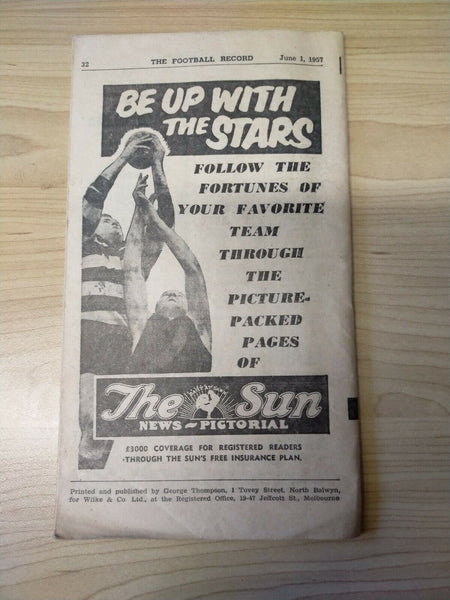 32 THE FOOTBALL RECORD June 1, 1957
BE UP WITH
THE STARS
FOLLOW THE
FORTUNES OF
YOUR FAVORITE
TEAM
THROUGH
THE
PICTURE-
PACKED
PAGES
OF
The Sun
NEWS-PICTORIAL
£3000 COVERAGE FOR REGISTERED READERS
THROUGH THE SUN'S FREE INSURANCE PLAN.
Printed and published by George Thompson, 1 Tovey Street, North Balwyn,
for Wilke & Co. Ltd., at the Registered Office, 19-47 Jeffcott St., Melbourne